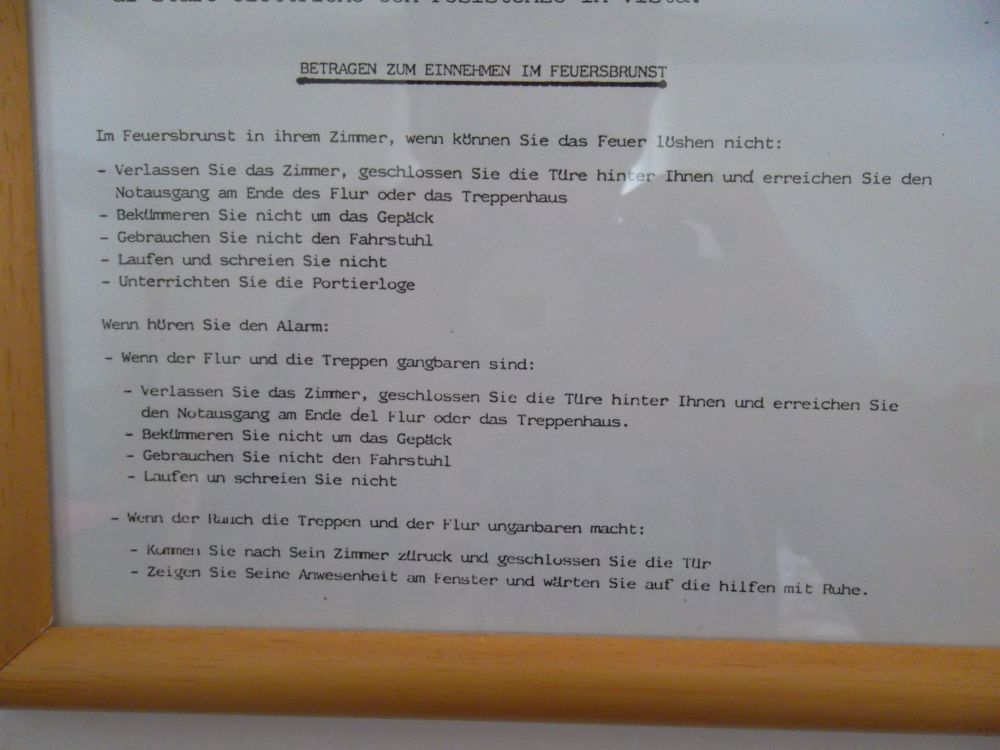 BETRAGEN ZUM EINNEHMEN IM FEUERSBRUNST
Im Feuersbrunst in ihrem Zimmer, wenn können Sie das Feuer löshen nicht:
- Verlassen Sie das Zimmer, geschlossen Sie die Türe hinter Ihnen und erreichen Sie den
Notausgang am Ende des Flur oder das Treppenhaus
- Bekümmeren Sie nicht um das Gepäck
- Gebrauchen Sie nicht den Fahrstuhl
- Laufen und schreien Sie nicht
- Unterrichten Sie die Portierloge
Wenn hören Sie den Alarm:
- Wenn der Flur und die Treppen gangbaren sind:
- Verlassen Sie das Zimmer, geschlossen Sie die Türe hinter Ihnen und erreichen Sie
den Notausgang am Ende del Flur oder das Treppenhaus.
- Bekümmeren Sie nicht um das Gepäck
- Gebrauchen Sie nicht den Fahrstuhl
- Laufen un schreien Sie nicht
- Wenn der Rauch die Treppen und der Flur unganbaren macht:
- Kommen Sie nach Sein Zimmer züruck und geschlossen Sie die Tür
- Zeigen Sie Seine Anwesenheit am Fenster und wärten Sie auf die hilfen mit Ruhe.